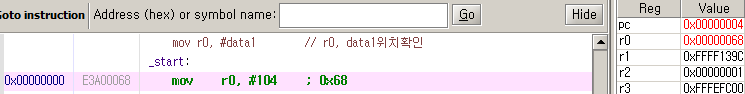 Goto instruction Address (hex) or symbol name: Go Hide
mov r0, #data1 // r0, data1위치확인
_start:
0x00000000 E3A00068 mov r0, #104 ; 0x68
Reg Value
pc 0x00000004
r0 0x00000068
r1 0xFFFF139C
r2 0x00000001
r3 0xFFFEFC00